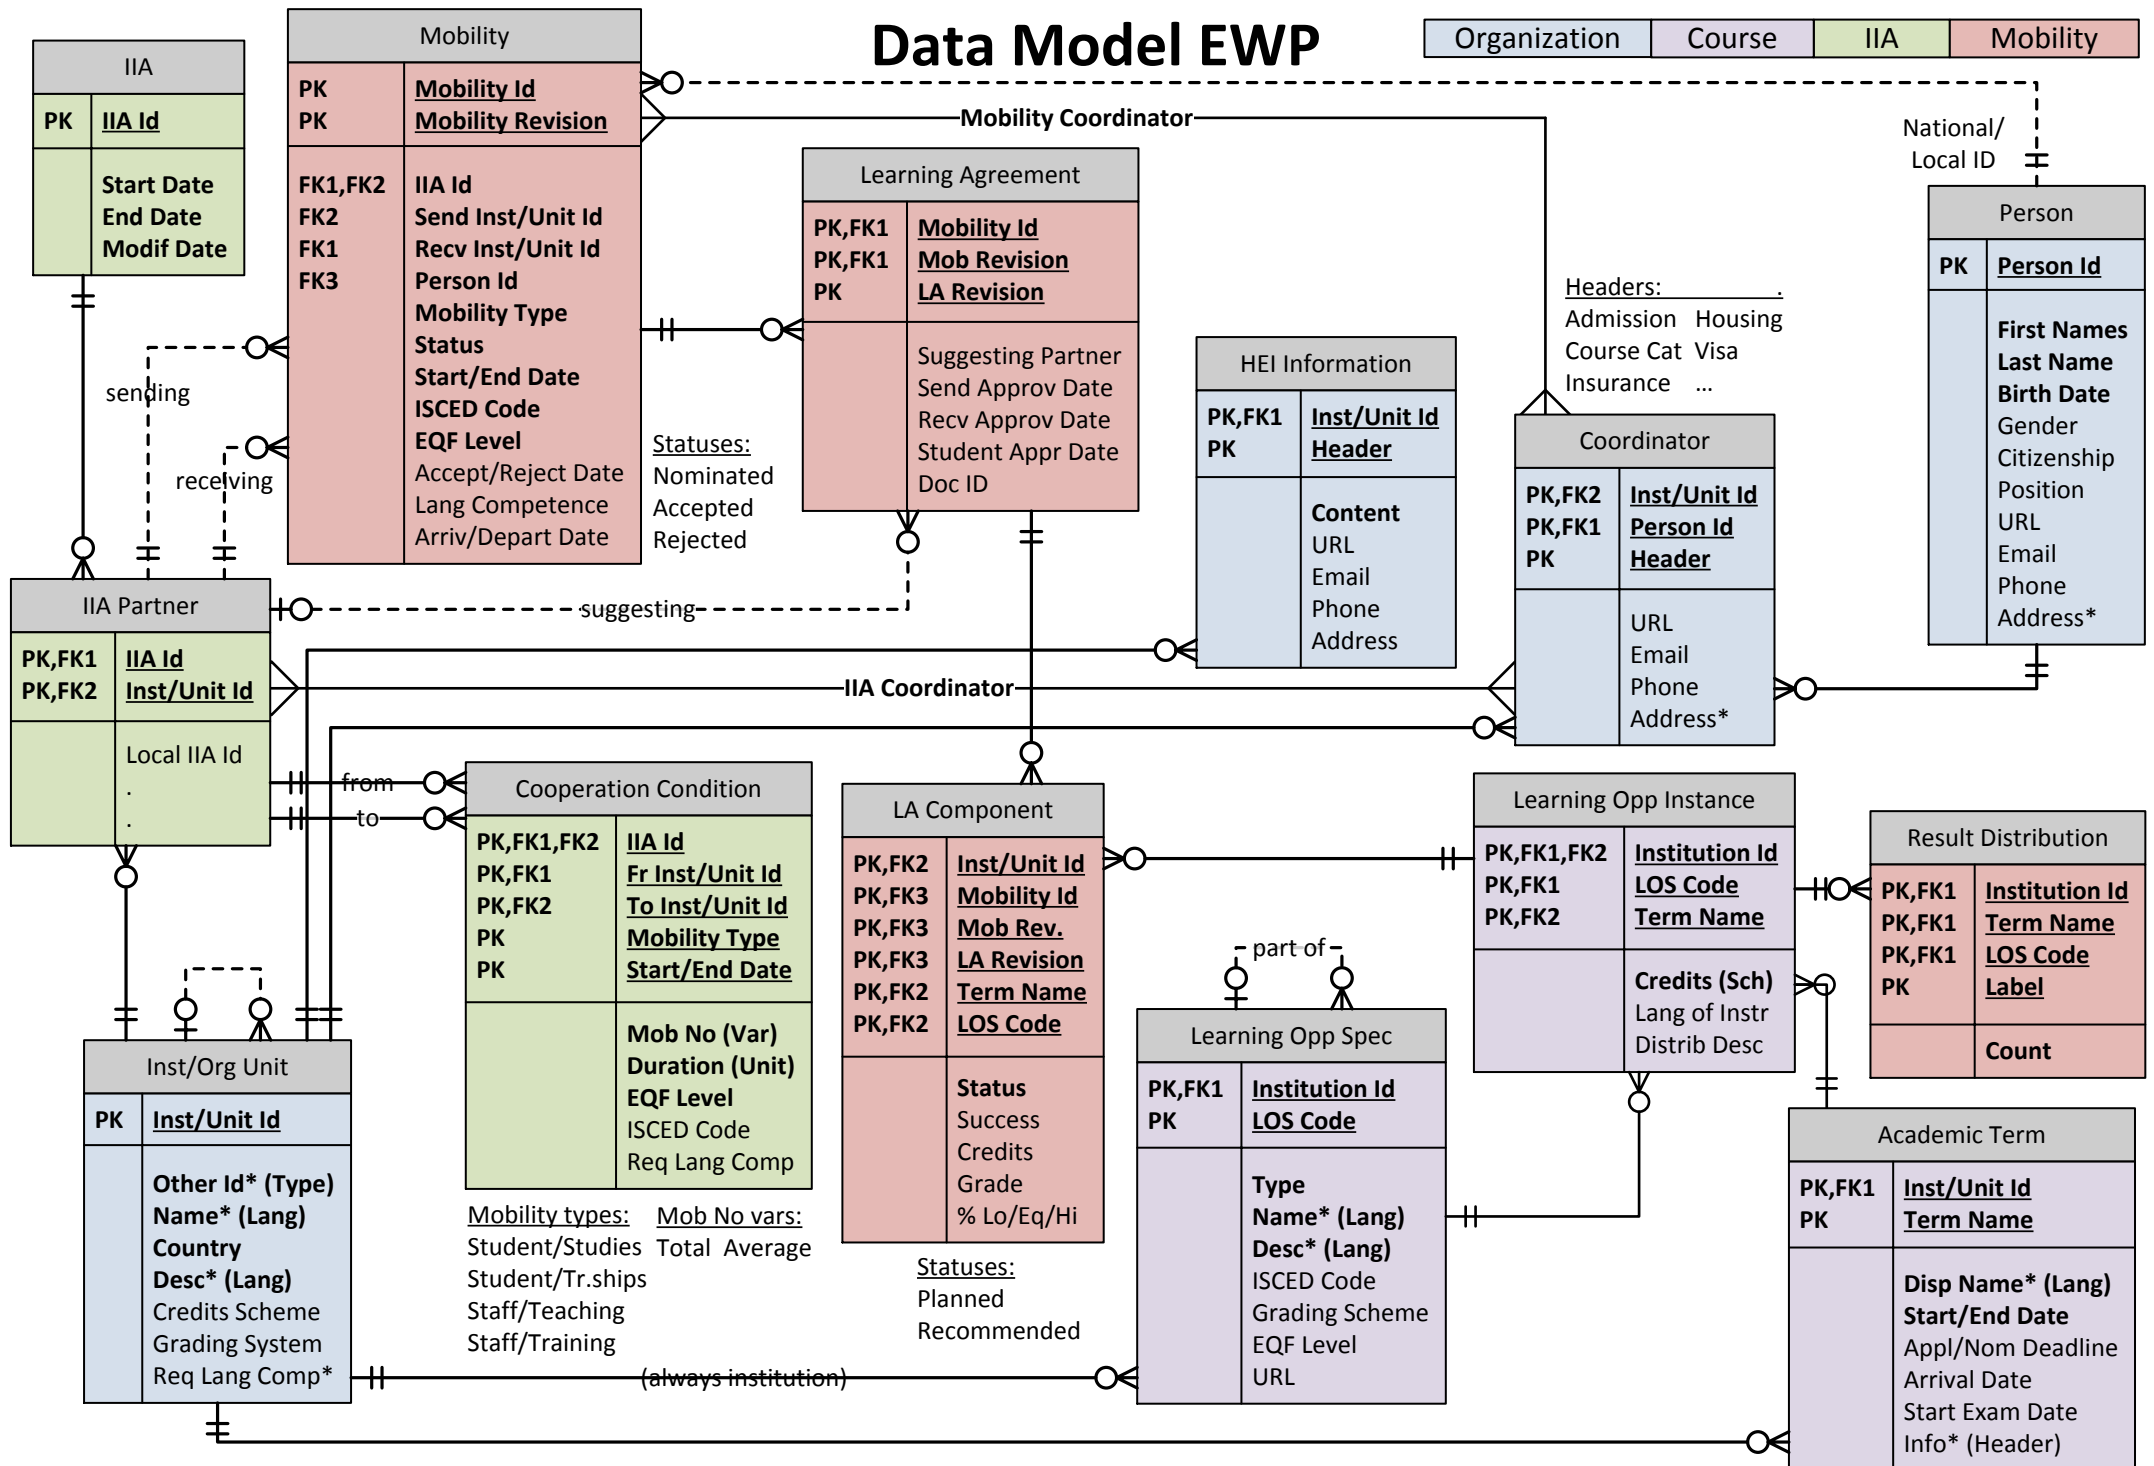 Data Model EWP
Organization Course IIA Mobility
IIA
PK IIA Id
Start Date
End Date
Modif Date
Mobility
PK Mobility Id
PK Mobility Revision
FK1,FK2 IIA Id
FK2 Send Inst/Unit Id
FK1 Recv Inst/Unit Id
FK3 Person Id
Mobility Type
Status
Start/End Date
ISCED Code
EQF Level
Accept/Reject Date
Lang Competence
Arriv/Depart Date
Statuses:
Nominated
Accepted
Rejected
Mobility Coordinator
Learning Agreement
PK,FK1 Mobility Id
PK,FK1 Mob Revision
PK LA Revision
Suggesting Partner
Send Approv Date
Recv Approv Date
Student Appr Date
Doc ID
National/
Local ID
Person
PK Person Id
First Names
Last Name
Birth Date
Gender
Citizenship
Position
URL
Email
Phone
Address*
Headers: .
Admission Housing
Course Cat Visa
Insurance ...
HEI Information
PK,FK1 Inst/Unit Id
PK Header
Content
URL
Email
Phone
Address
Coordinator
PK,FK2 Inst/Unit Id
PK,FK1 Person Id
PK Header
URL
Email
Phone
Address*
sending
receiving
suggesting
IIA Coordinator
IIA Partner
PK,FK1 IIA Id
PK,FK2 Inst/Unit Id
Local IIA Id
.
.
from
to
Cooperation Condition
PK,FK1,FK2 IIA Id
PK,FK1 Fr Inst/Unit Id
PK,FK2 To Inst/Unit Id
PK Mobility Type
PK Start/End Date
Mob No (Var)
Duration (Unit)
EQF Level
ISCED Code
Req Lang Comp
Mobility types:
Student/Studies
Student/Tr.ships
Staff/Teaching
Staff/Training
Mob No vars:
Total Average
LA Component
PK,FK2 Inst/Unit Id
PK,FK3 Mobility Id
PK,FK3 Mob Rev.
PK,FK3 LA Revision
PK,FK2 Term Name
PK,FK2 LOS Code
Status
Success
Credits
Grade
% Lo/Eq/Hi
Statuses:
Planned
Recommended
Learning Opp Instance
PK,FK1,FK2 Institution Id
PK,FK1 LOS Code
PK,FK2 Term Name
Credits (Sch)
Lang of Instr
Distrib Desc
Result Distribution
PK,FK1 Institution Id
PK,FK1 Term Name
PK,FK1 LOS Code
PK Label
Count
part of
Learning Opp Spec
PK,FK1 Institution Id
PK LOS Code
Type
Name* (Lang)
Desc* (Lang)
ISCED Code
Grading Scheme
EQF Level
URL
Inst/Org Unit
PK Inst/Unit Id
Other Id* (Type)
Name* (Lang)
Country
Desc* (Lang)
Credits Scheme
Grading System
Req Lang Comp*
(always institution)
Academic Term
PK,FK1 Inst/Unit Id
PK Term Name
Disp Name* (Lang)
Start/End Date
Appl/Nom Deadline
Arrival Date
Start Exam Date
Info* (Header)